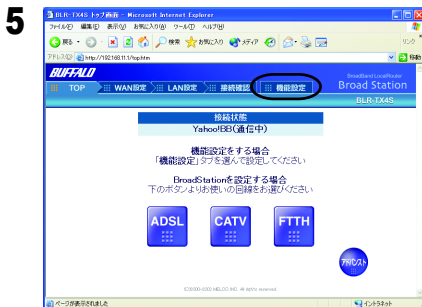 5
BLR-TX4S トップ画面 - Microsoft Internet Explorer
ファイル(F) 編集(E) 表示(V) お気に入り(A) ツール(T) ヘルプ(H)
戻る 検索 お気に入り メディア
アドレス(D) http://192.168.11.1/top.htm 移動
BUFFALO
Broadband LocalRouter
TOP WAN設定 LAN設定 接続確認 機能設定 Broad Station
BLR-TX4S
接続状態
Yahoo!BB(通信中)
機能設定をする場合
「機能設定」タブを選んで設定してください
BroadStationを設定する場合
下のボタンよりお使いの回線をお選びください
ADSL CATV FTTH
アドバンスト
(C)2000-2002 MELCO INC. All rights reserved.
ページが表示されました イントラネット